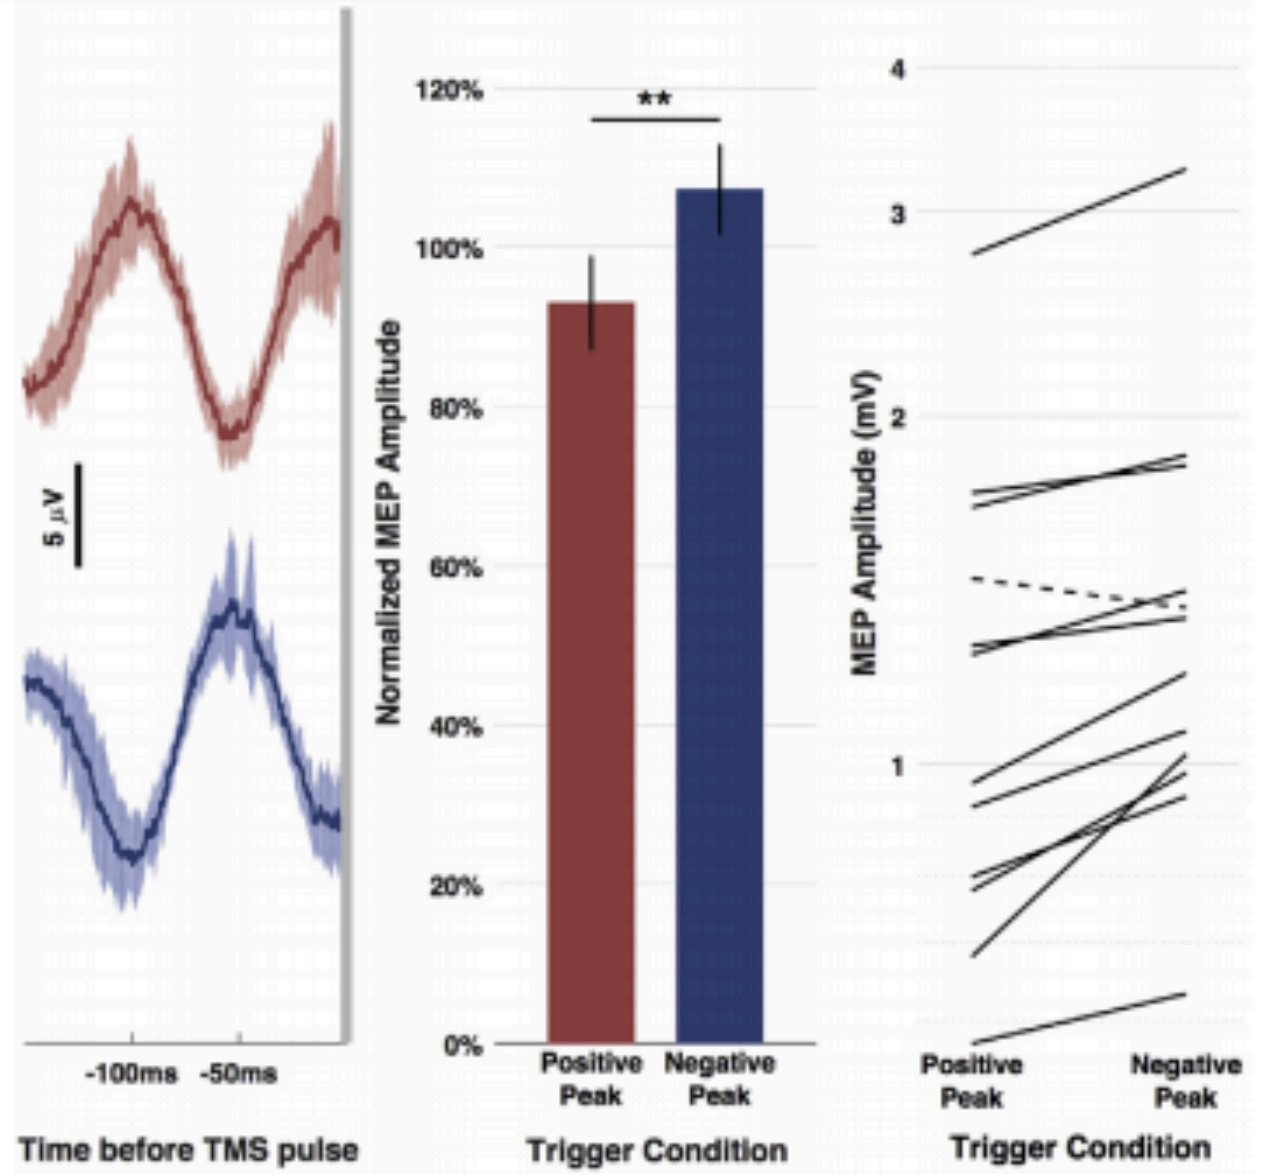 5 µV
-100ms -50ms
Time before TMS pulse
Normalized MEP Amplitude
120%
100%
80%
60%
40%
20%
0%
**
Positive Peak
Negative Peak
Trigger Condition
MEP Amplitude (mV)
4
3
2
1
Positive Peak
Negative Peak
Trigger Condition